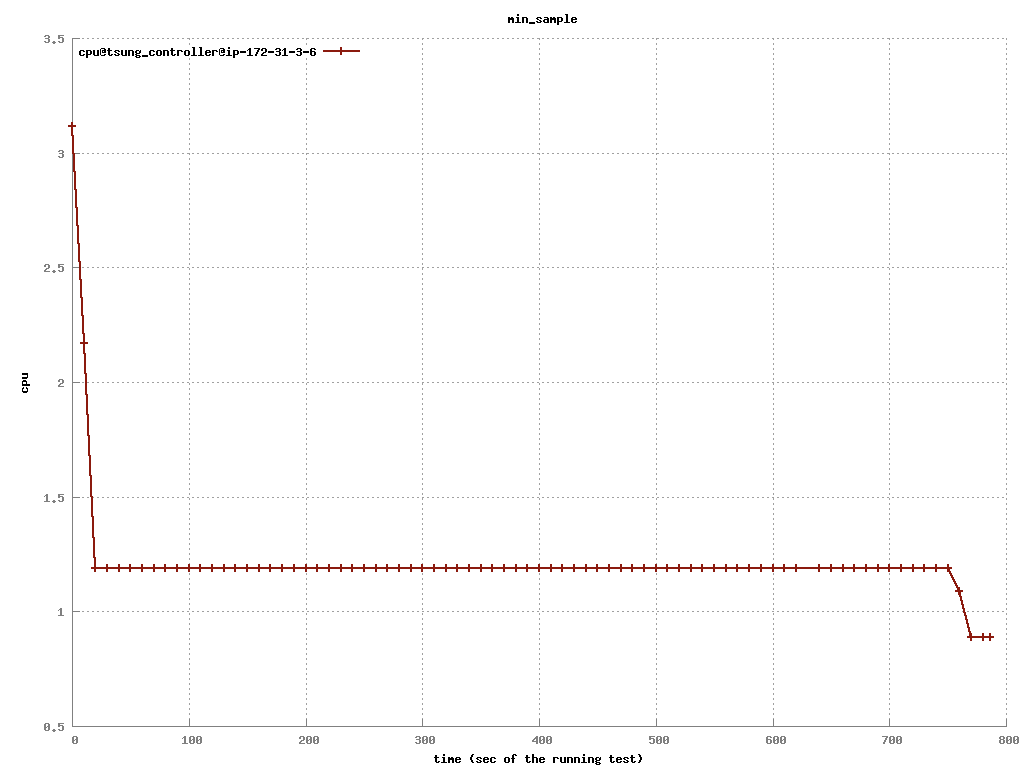 min_sample
3.5
cpu@tsung_controller@ip-172-31-3-6
3
2.5
2
cpu
1.5
1
0.5
0 100 200 300 400 500 600 700 800
time (sec of the running test)